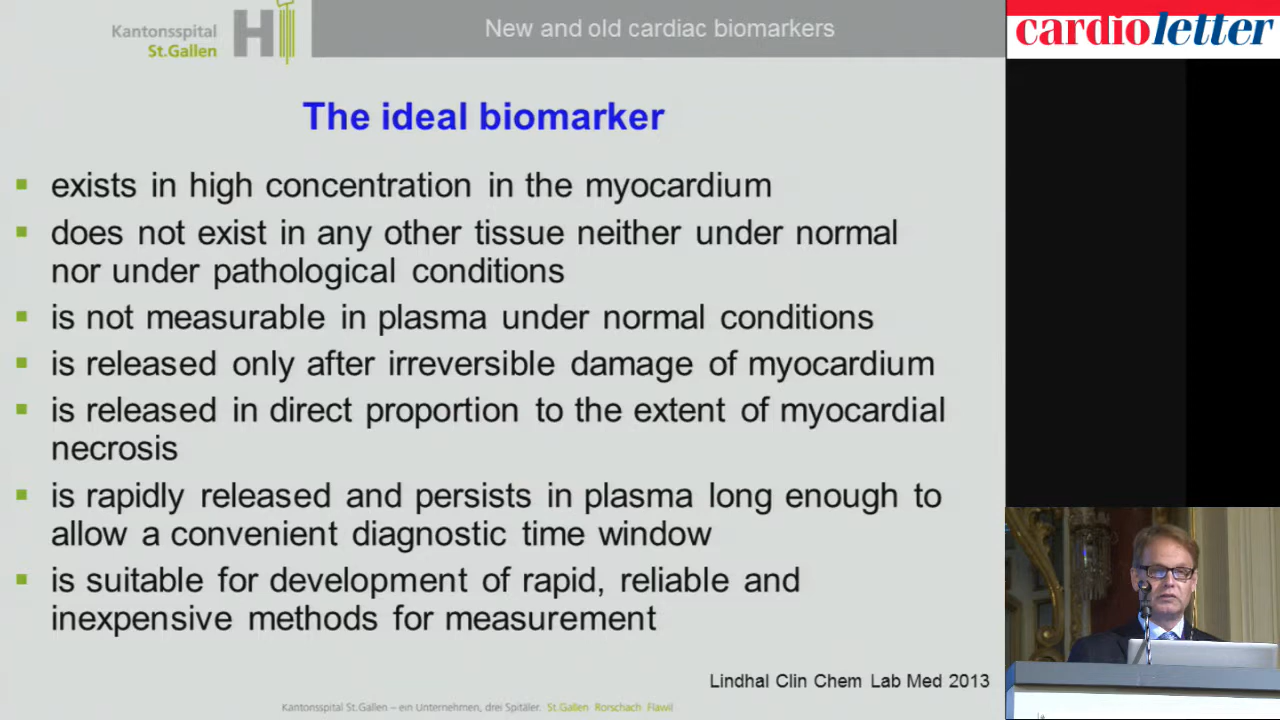 Kantonsspital
St.Gallen
New and old cardiac biomarkers
cardioletter
The ideal biomarker
exists in high concentration in the myocardium
does not exist in any other tissue neither under normal
nor under pathological conditions
is not measurable in plasma under normal conditions
is released only after irreversible damage of myocardium
is released in direct proportion to the extent of myocardial
necrosis
is rapidly released and persists in plasma long enough to
allow a convenient diagnostic time window
is suitable for development of rapid, reliable and
inexpensive methods for measurement
Lindhal Clin Chem Lab Med 2013
Kantonsspital St.Gallen – ein Unternehmen, drei Spitäler. St.Gallen Rorschach Flawil